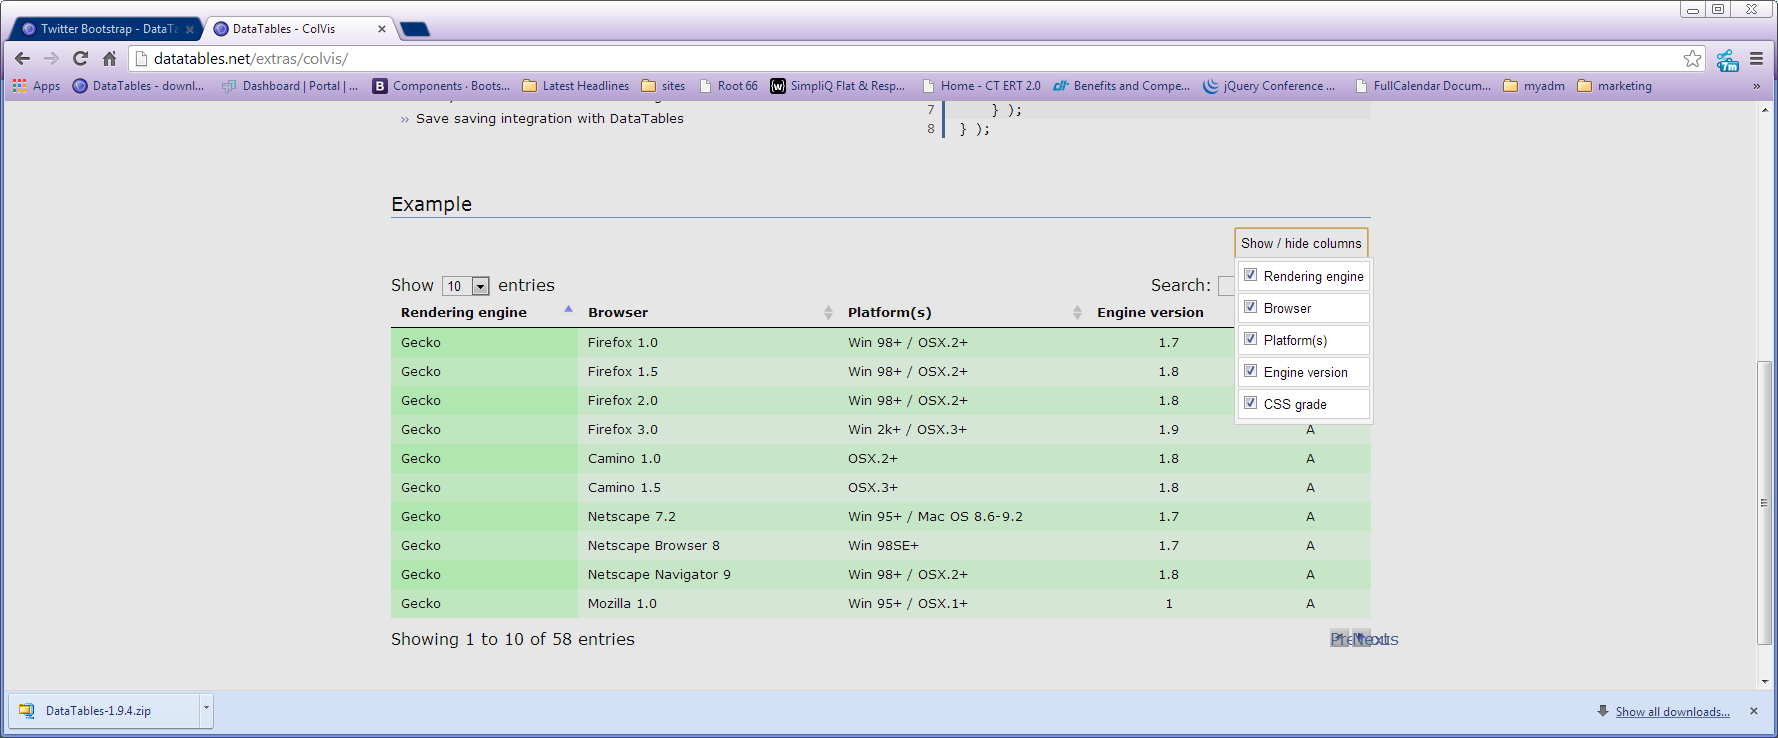 Twitter Bootstrap - DataTa
DataTables - ColVis
datatables.net/extras/colvis/
7m
Apps
DataTables - downl...
Dashboard | Portal | ...
B
Components · Boots...
Latest Headlines
sites
Root 66
(w)
SimpliQ Flat & Resp...
Home - CT ERT 2.0
Benefits and Compe...
jQuery Conference ...
FullCalendar Docum...
myadm
marketing
»
7 } );
›› Save saving integration with DataTables
8 } );
Example
Show / hide columns
Rendering engine
Browser
Platform(s)
Engine version
CSS grade
Show 10 entries
Search:
Rendering engine Browser Platform(s) Engine version
Gecko Firefox 1.0 Win 98+ / OSX.2+ 1.7
Gecko Firefox 1.5 Win 98+ / OSX.2+ 1.8
Gecko Firefox 2.0 Win 98+ / OSX.2+ 1.8
Gecko Firefox 3.0 Win 2k+ / OSX.3+ 1.9 A
Gecko Camino 1.0 OSX.2+ 1.8 A
Gecko Camino 1.5 OSX.3+ 1.8 A
Gecko Netscape 7.2 Win 95+ / Mac OS 8.6-9.2 1.7 A
Gecko Netscape Browser 8 Win 98SE+ 1.7 A
Gecko Netscape Navigator 9 Win 98+ / OSX.2+ 1.8 A
Gecko Mozilla 1.0 Win 95+ / OSX.1+ 1 A
Showing 1 to 10 of 58 entries
Previous Next
DataTables-1.9.4.zip
Show all downloads...